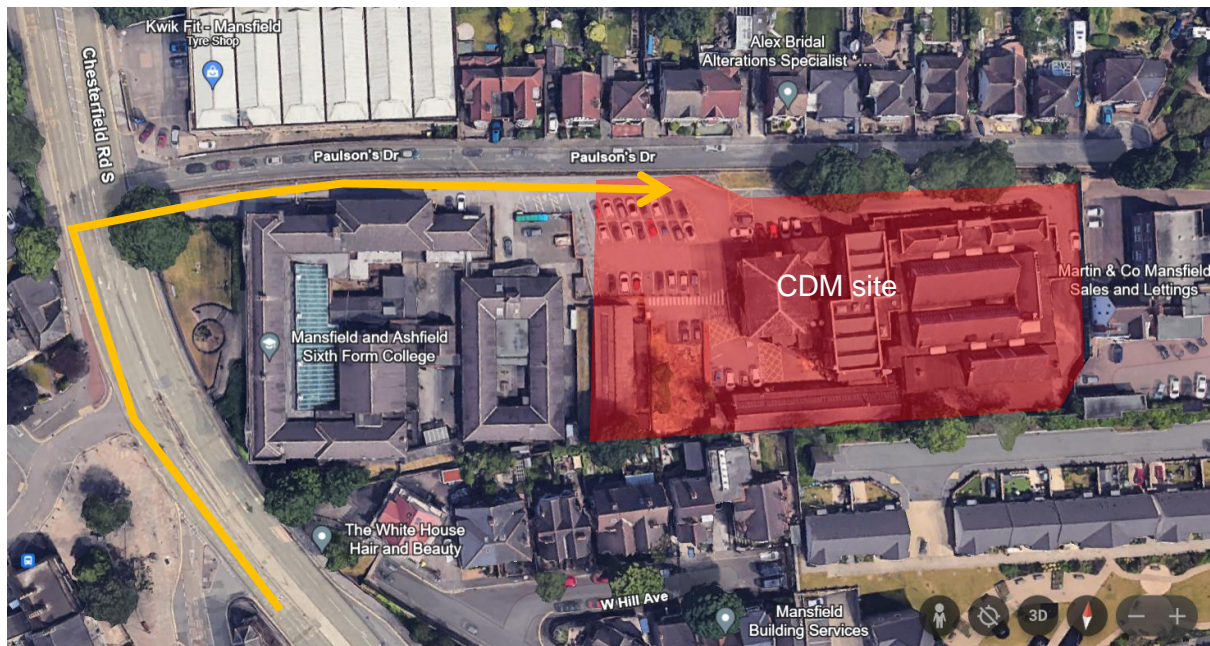 Kwik Fit - Mansfield
Tyre Shop
Chesterfield Rd S
Alex Bridal
Alterations Specialist *...
Paulson's Dr
Paulson's Dr
CDM site
Martin & Co Mansfield
Sales and Lettings
Mansfield and Ashfield
Sixth Form College
The White House
Hair and Beauty
W Hill Ave
Mansfield
Building Services
3D